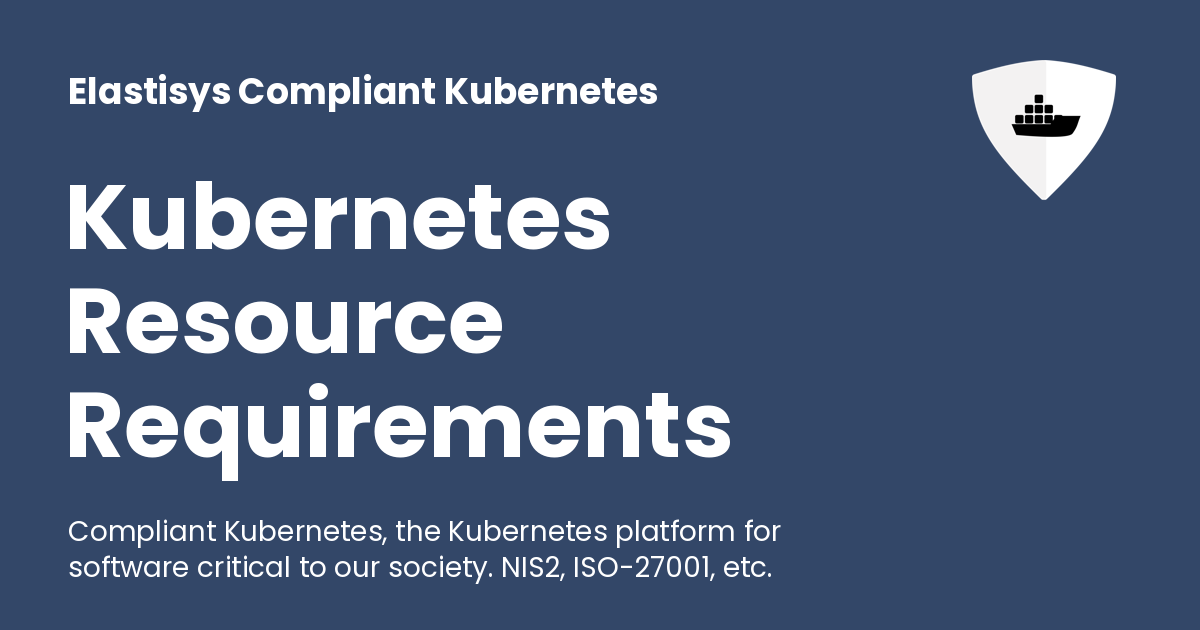 Elastisys Compliant Kubernetes
Kubernetes
Resource
Requirements
Compliant Kubernetes, the Kubernetes platform for
software critical to our society. NIS2, ISO-27001, etc.